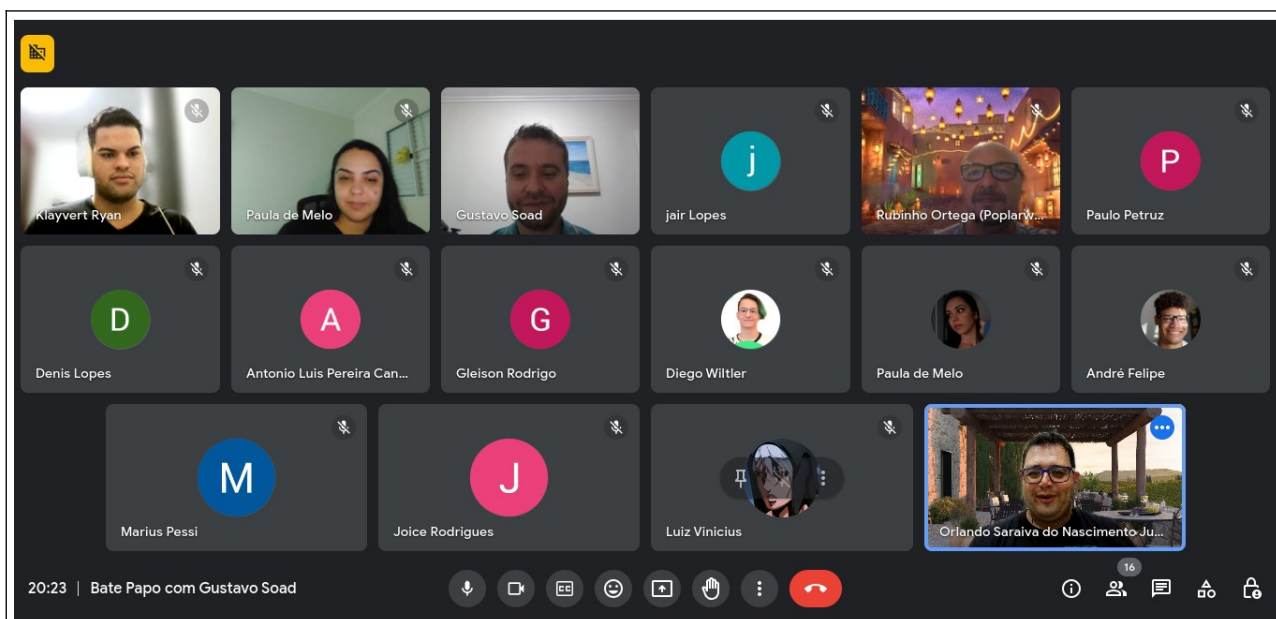 Klayvert Ryan
Paula de Melo
Gustavo Soad
j
jair Lopes
Rubinho Ortega (Poplarw...
P
Paulo Petruz
D
Denis Lopes
A
Antonio Luis Pereira Can...
G
Gleison Rodrigo
Diego Wiltler
Paula de Melo
André Felipe
M
Marius Pessi
J
Joice Rodrigues
Luiz Vinicius
Orlando Saraiva do Nascimento Ju...
20:23 | Bate Papo com Gustavo Soad
CC
16